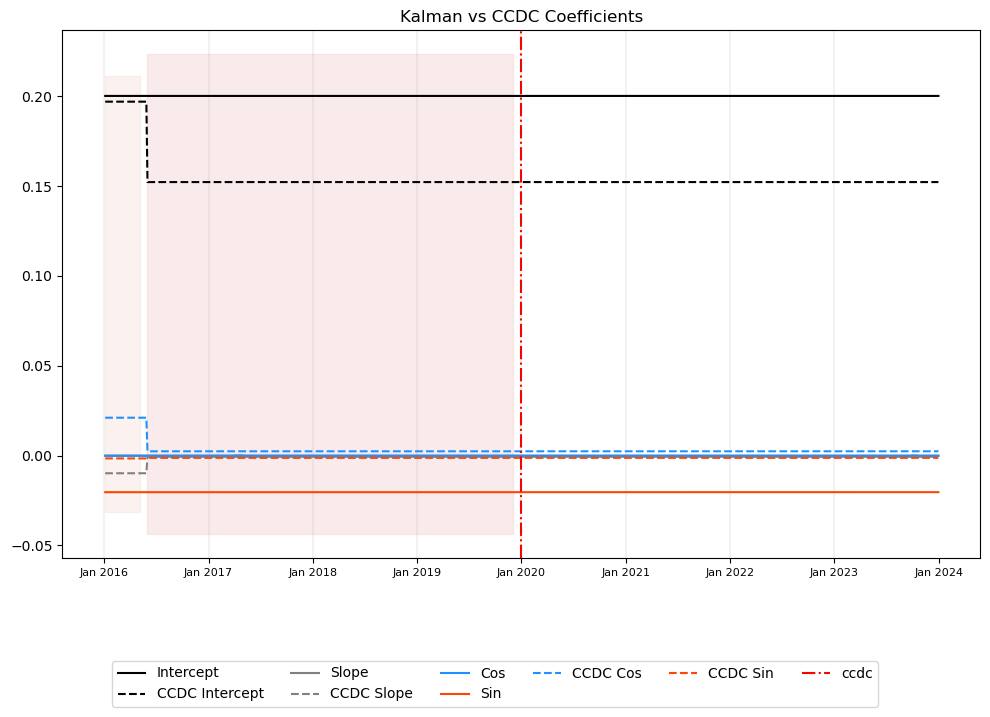 Kalman vs CCDC Coefficients
0.20
0.15
0.10
0.05
0.00
−0.05
Jan 2016 Jan 2017 Jan 2018 Jan 2019 Jan 2020 Jan 2021 Jan 2022 Jan 2023 Jan 2024
Intercept Slope Cos CCDC Cos CCDC Sin ccdc
CCDC Intercept CCDC Slope Sin